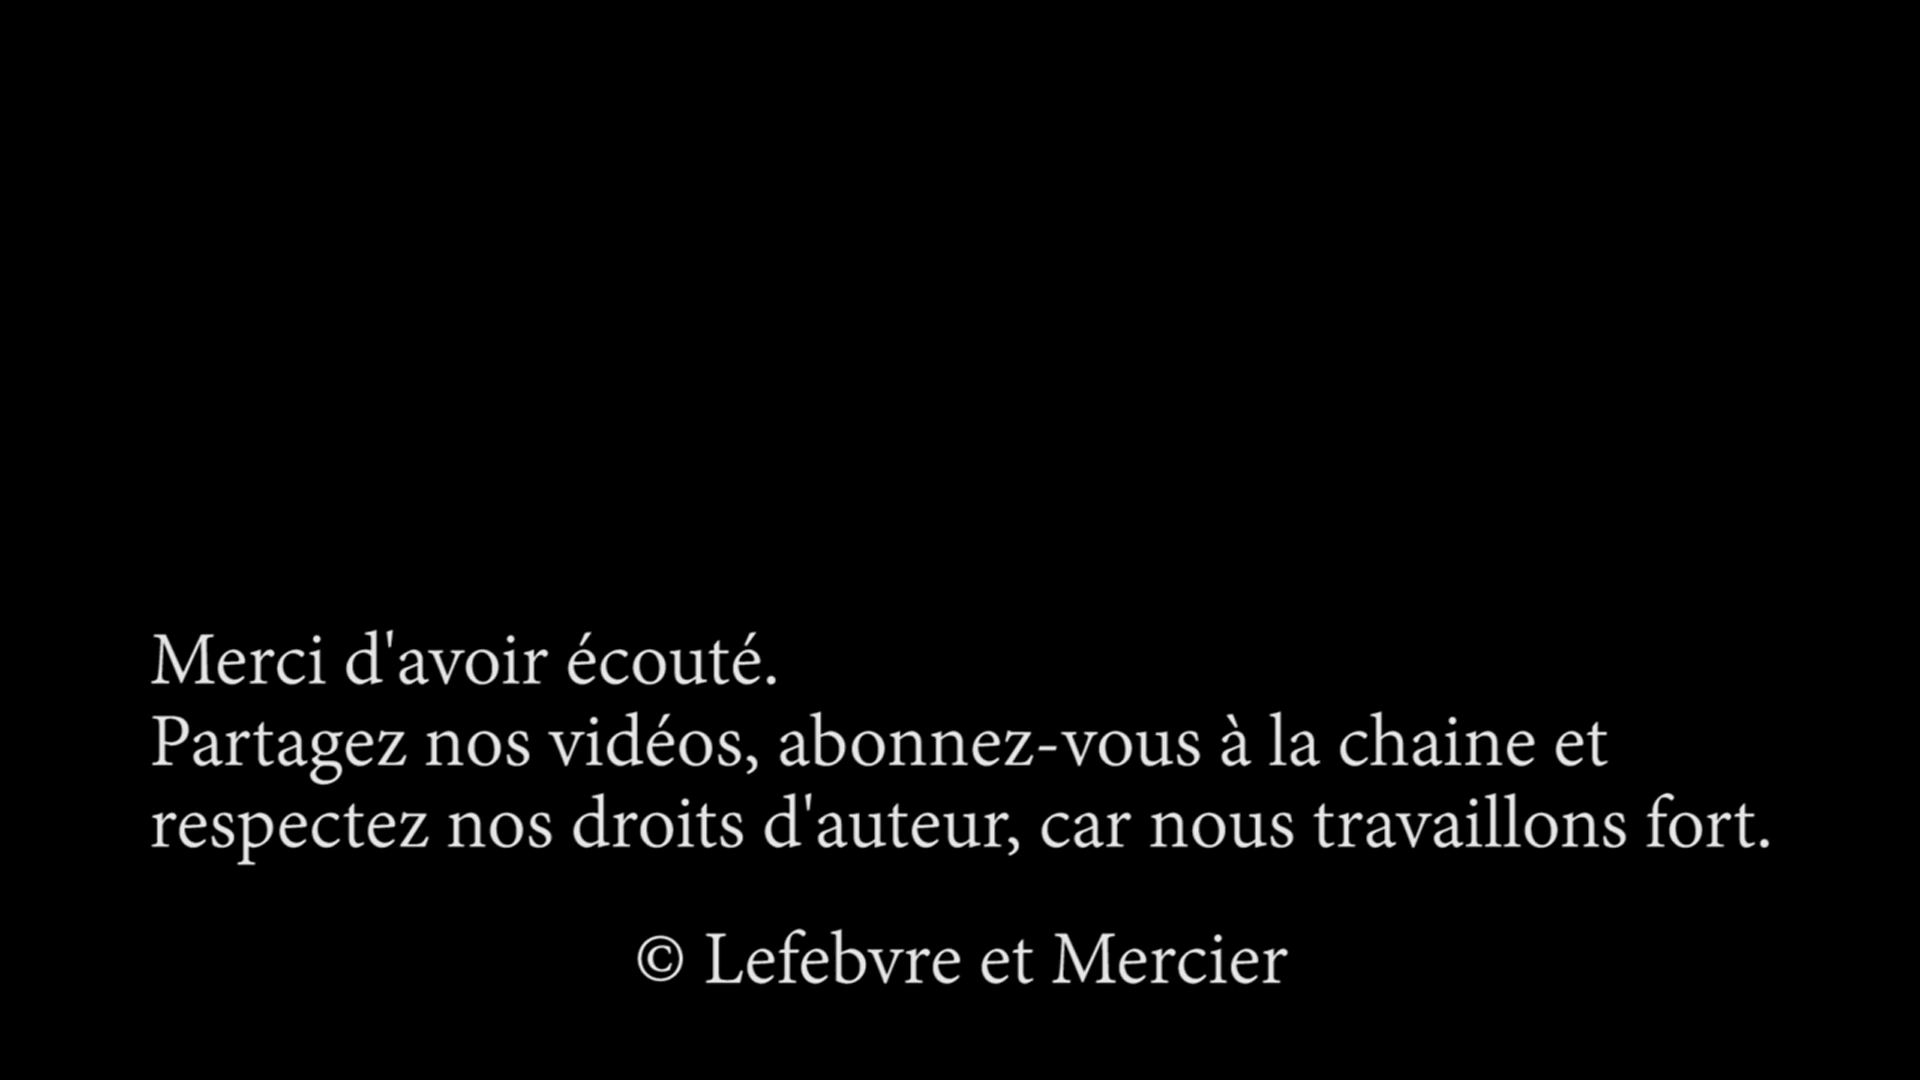 Merci d'avoir écouté.
Partagez nos vidéos, abonnez-vous à la chaine et
respectez nos droits d'auteur, car nous travaillons fort.
© Lefebvre et Mercier